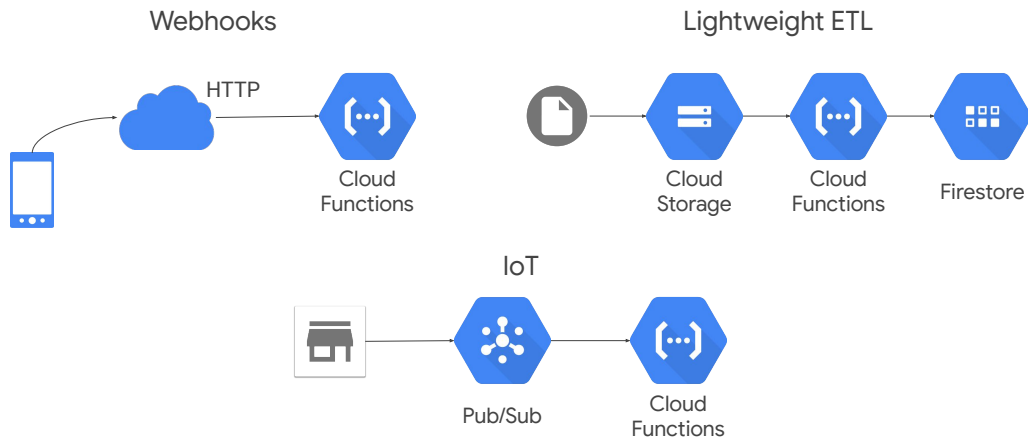 Webhooks
HTTP
Cloud
Functions
Lightweight ETL
Cloud
Storage
Cloud
Functions
Firestore
IoT
Pub/Sub
Cloud
Functions